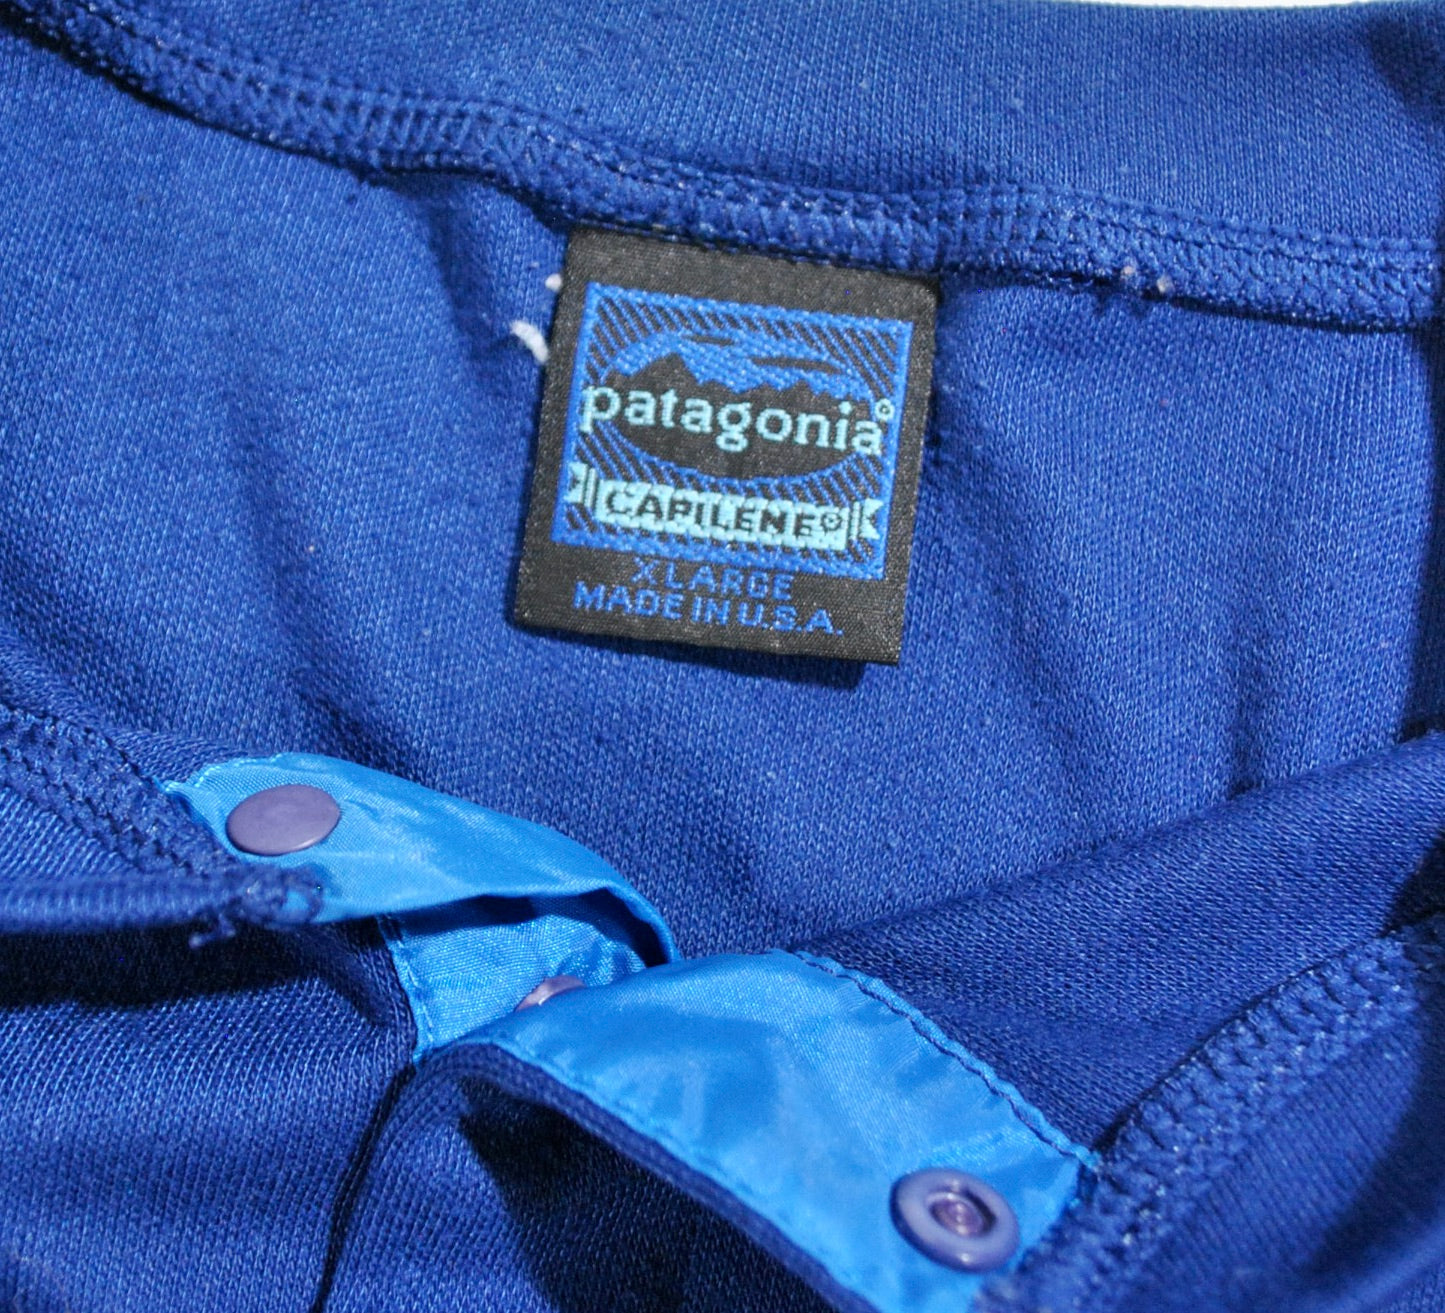 patagonia®
CAPILENE®
XLARGE
MADE IN U.S.A.